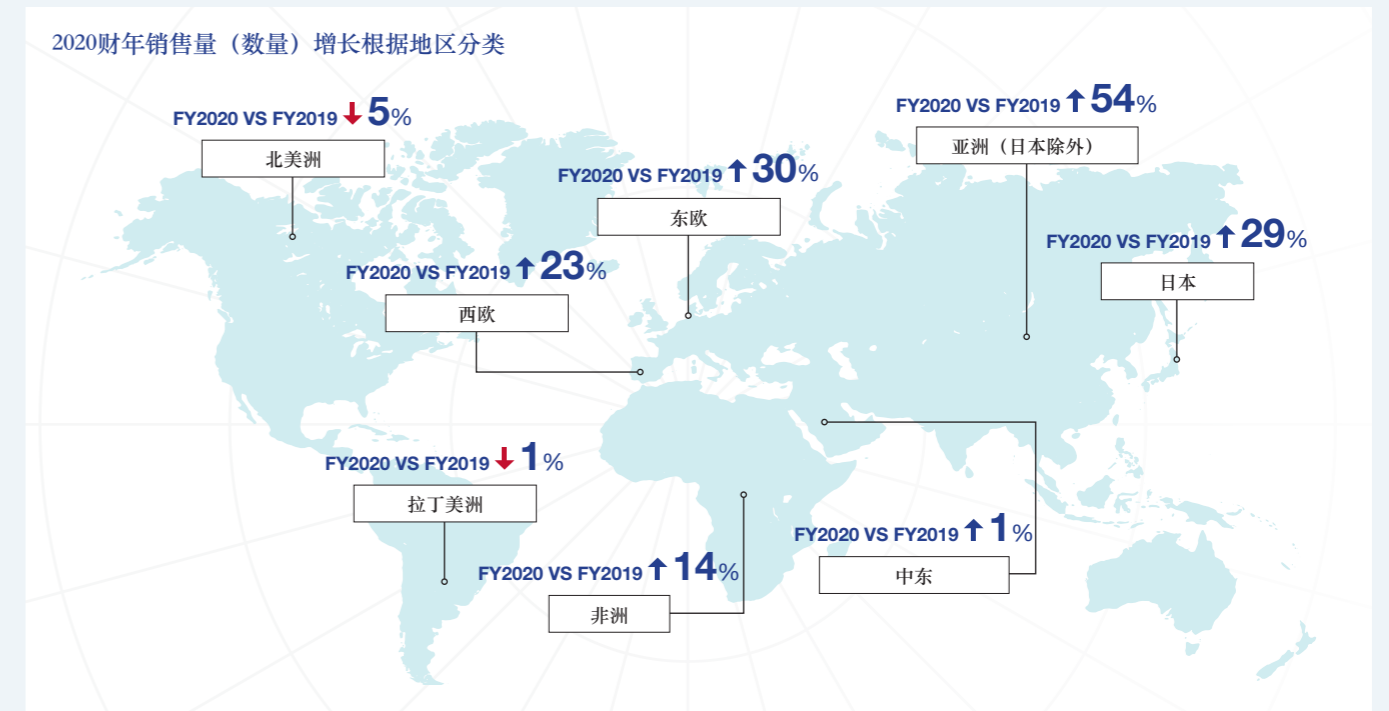 2020财年销售量（数量）增长根据地区分类
FY2020 VS FY2019 ↓ 5%
北美洲
FY2020 VS FY2019 ↑ 54%
亚洲（日本除外）
FY2020 VS FY2019 ↑ 30%
东欧
FY2020 VS FY2019 ↑ 29%
日本
FY2020 VS FY2019 ↑ 23%
西欧
FY2020 VS FY2019 ↓ 1%
拉丁美洲
FY2020 VS FY2019 ↑ 1%
中东
FY2020 VS FY2019 ↑ 14%
非洲